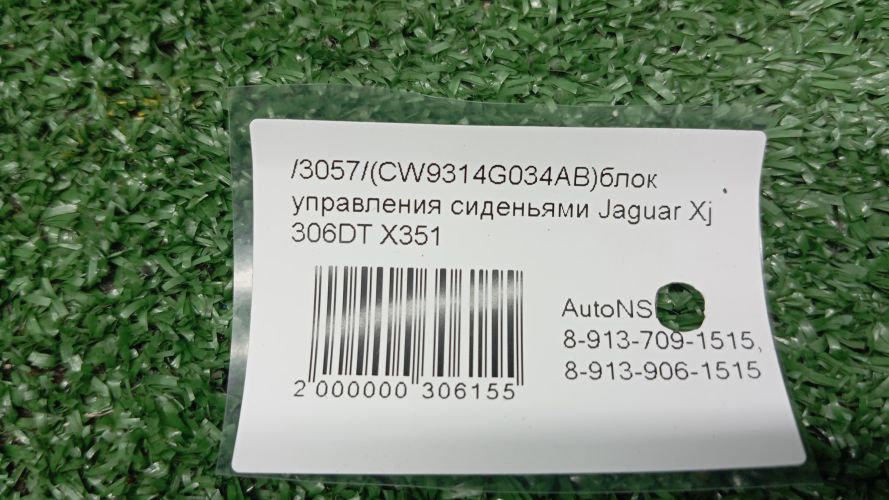 /3057/(CW9314G034AB)блок
управления сиденьями Jaguar Xj
306DT X351
AutoNS
8-913-709-1515,
8-913-906-1515
2 000000 306155